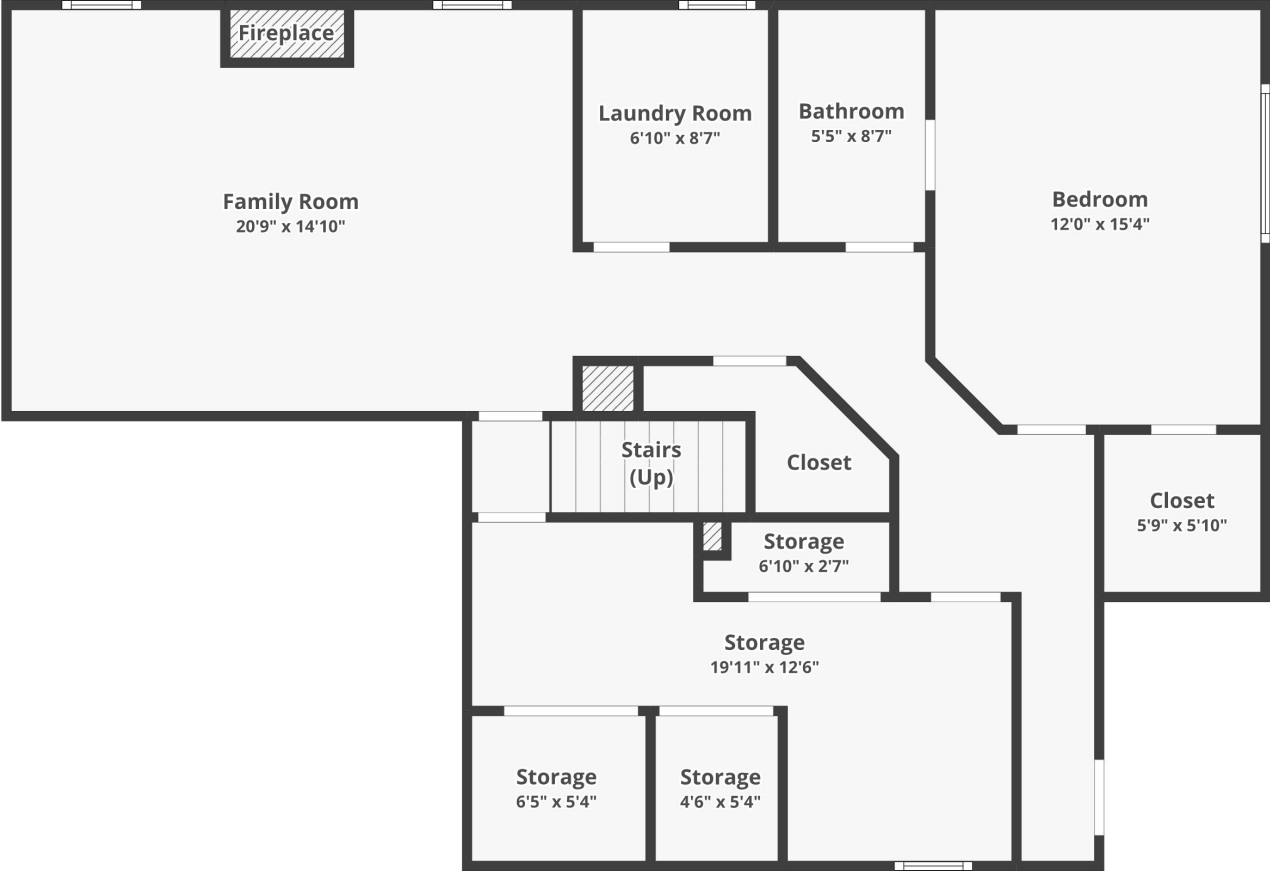 Fireplace
Laundry Room
6'10" x 8'7"
Bathroom
5'5" x 8'7"
Family Room
20'9" x 14'10"
Bedroom
12'0" x 15'4"
Stairs
(Up)
Closet
Closet
5'9" x 5'10"
Storage
6'10" x 2'7"
Storage
19'11" x 12'6"
Storage
6'5" x 5'4"
Storage
4'6" x 5'4"